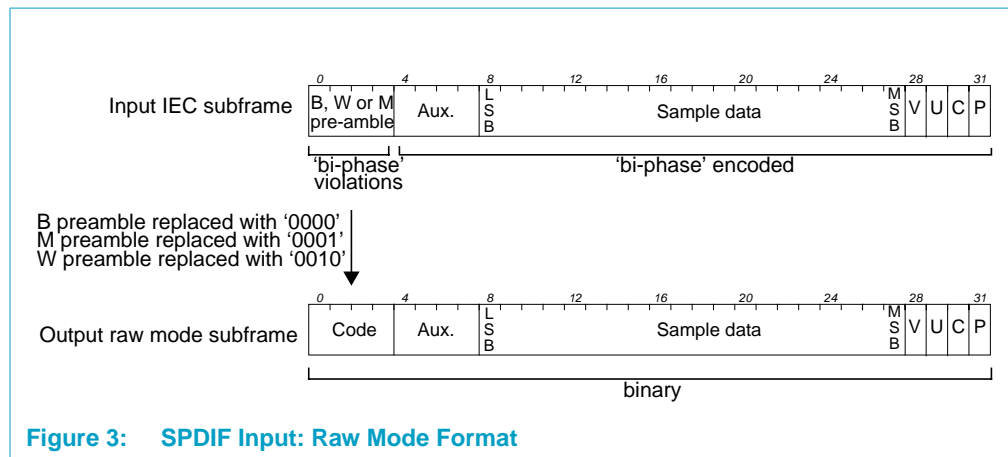 0 4 8 12 16 20 24 28 31
Input IEC subframe
B, W or M
pre-amble
Aux.
L
S
B
Sample data
M
S
B
V U C P
‘bi-phase’
violations
‘bi-phase’ encoded
B preamble replaced with ‘0000’
M preamble replaced with ‘0001’
W preamble replaced with ‘0010’
0 4 8 12 16 20 24 28 31
Output raw mode subframe
Code
Aux.
L
S
B
Sample data
M
S
B
V U C P
binary
Figure 3: SPDIF Input: Raw Mode Format